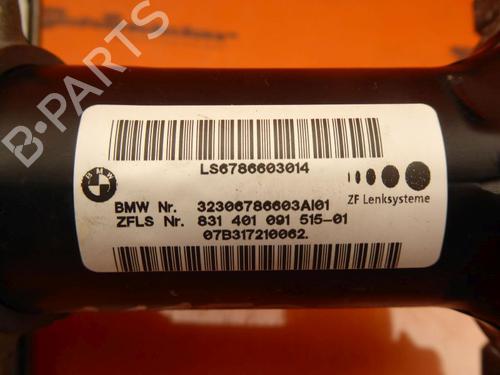 B-PARTS
LS6786603014
BMW Nr. 32306786603AI01
ZFLS Nr. 831 401 091 515-01
07B317210062.
ZF Lenksysteme